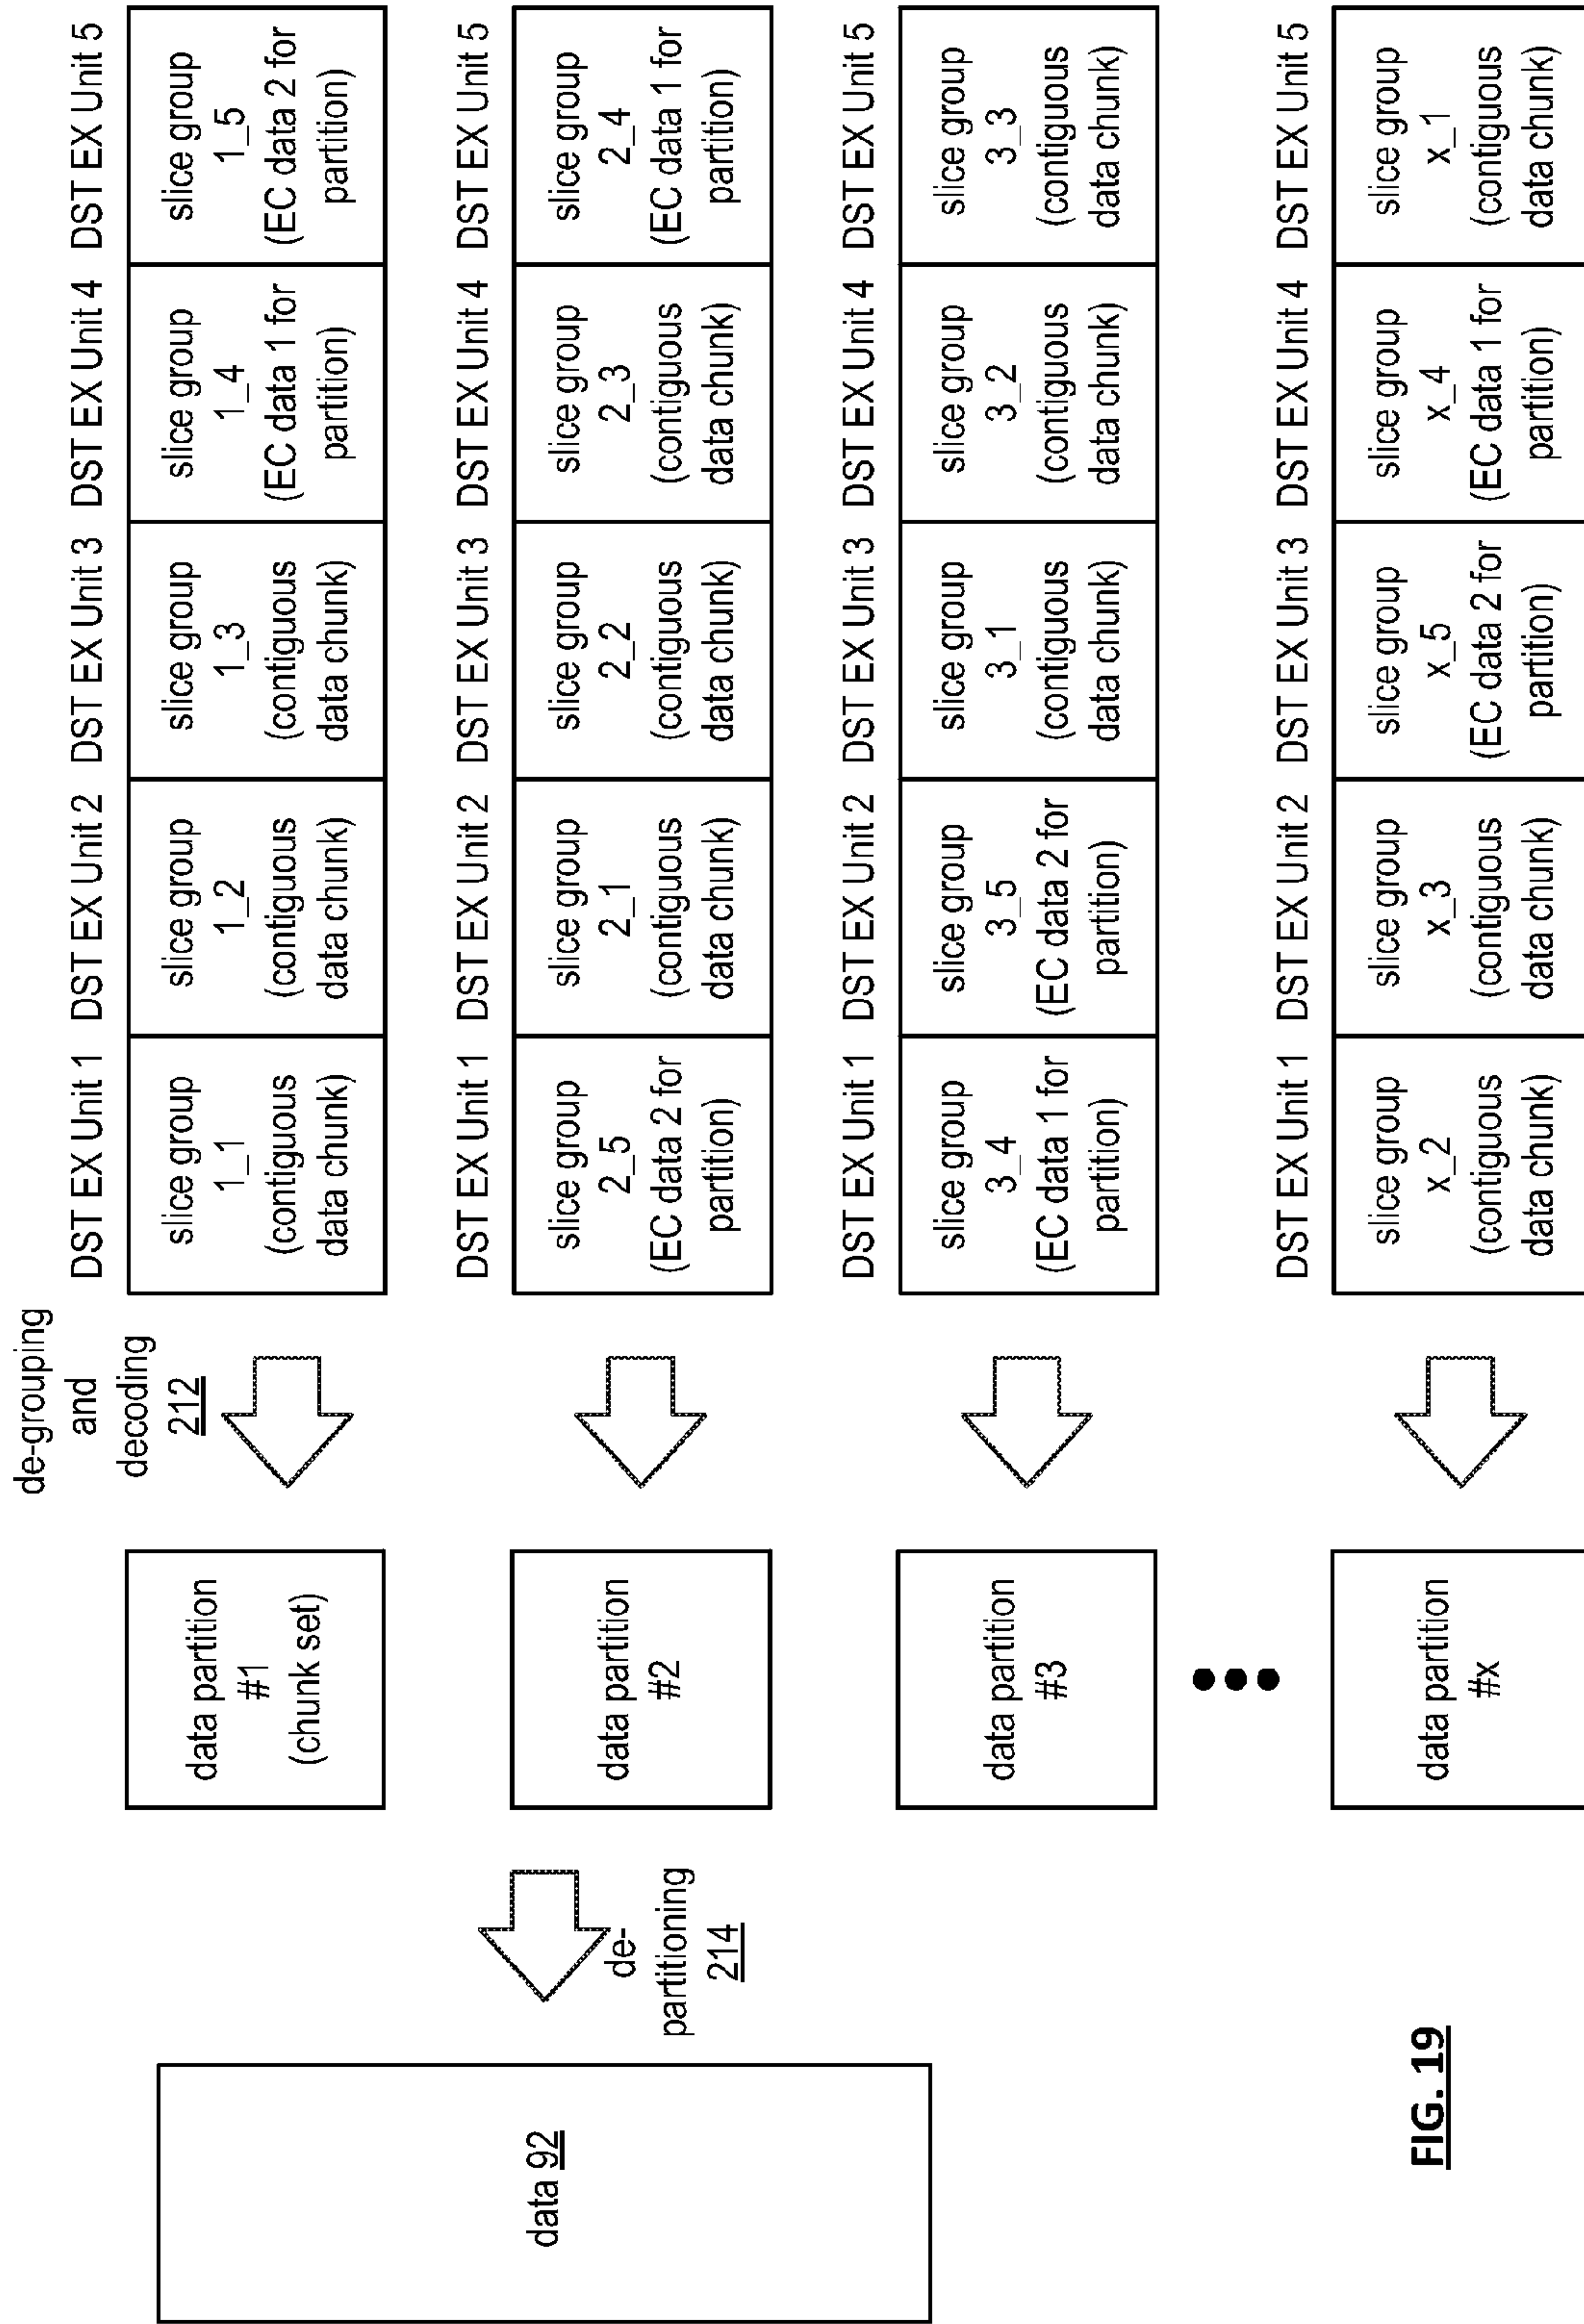 de-grouping
and
decoding
212
DST EX Unit 1 DST EX Unit 2 DST EX Unit 3 DST EX Unit 4 DST EX Unit 5
data partition
#1
(chunk set)
slice group
1_1
(contiguous
data chunk)
slice group
1_2
(contiguous
data chunk)
slice group
1_3
(contiguous
data chunk)
slice group
1_4
(EC data 1 for
partition)
slice group
1_5
(EC data 2 for
partition)
data 92
de-
partitioning
214
DST EX Unit 1 DST EX Unit 2 DST EX Unit 3 DST EX Unit 4 DST EX Unit 5
data partition
#2
slice group
2_5
(EC data 2 for
partition)
slice group
2_1
(contiguous
data chunk)
slice group
2_2
(contiguous
data chunk)
slice group
2_3
(contiguous
data chunk)
slice group
2_4
(EC data 1 for
partition)
DST EX Unit 1 DST EX Unit 2 DST EX Unit 3 DST EX Unit 4 DST EX Unit 5
data partition
#3
slice group
3_4
(EC data 1 for
partition)
slice group
3_5
(EC data 2 for
partition)
slice group
3_1
(contiguous
data chunk)
slice group
3_2
(contiguous
data chunk)
slice group
3_3
(contiguous
data chunk)
DST EX Unit 1 DST EX Unit 2 DST EX Unit 3 DST EX Unit 4 DST EX Unit 5
data partition
#x
slice group
x_2
(contiguous
data chunk)
slice group
x_3
(contiguous
data chunk)
slice group
x_5
(EC data 2 for
partition)
slice group
x_4
(EC data 1 for
partition)
slice group
x_1
(contiguous
data chunk)
FIG. 19